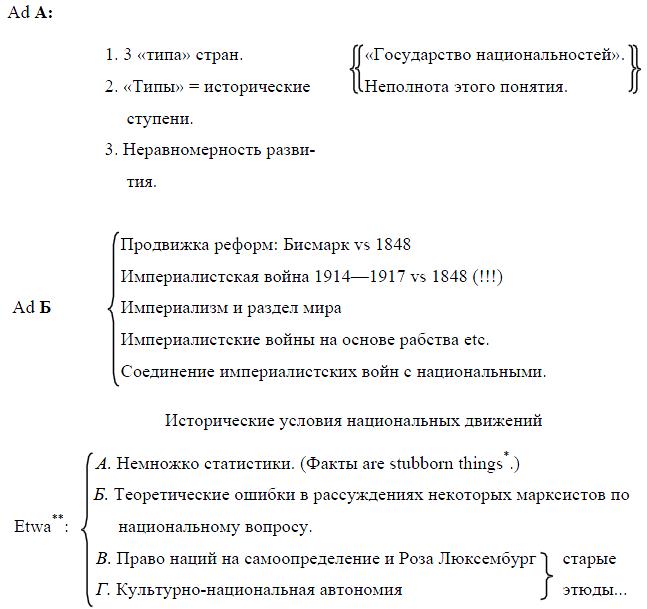 Ad А:
1. 3 «типа» стран.
«Государство национальностей».
2. «Типы» = исторические
Неполнота этого понятия.
ступени.
3. Неравномерность разви-
тия.
Продвижка реформ: Бисмарк vs 1848
Империалистская война 1914—1917 vs 1848 (!!!)
Ad Б
Империализм и раздел мира
Империалистские войны на основе рабства etc.
Соединение империалистских войн с национальными.
Исторические условия национальных движений
А. Немножко статистики. (Факты are stubborn things*.)
Б. Теоретические ошибки в рассуждениях некоторых марксистов по
Etwa**:
национальному вопросу.
В. Право наций на самоопределение и Роза Люксембург
старые
Г. Культурно-национальная автономия
этюды...